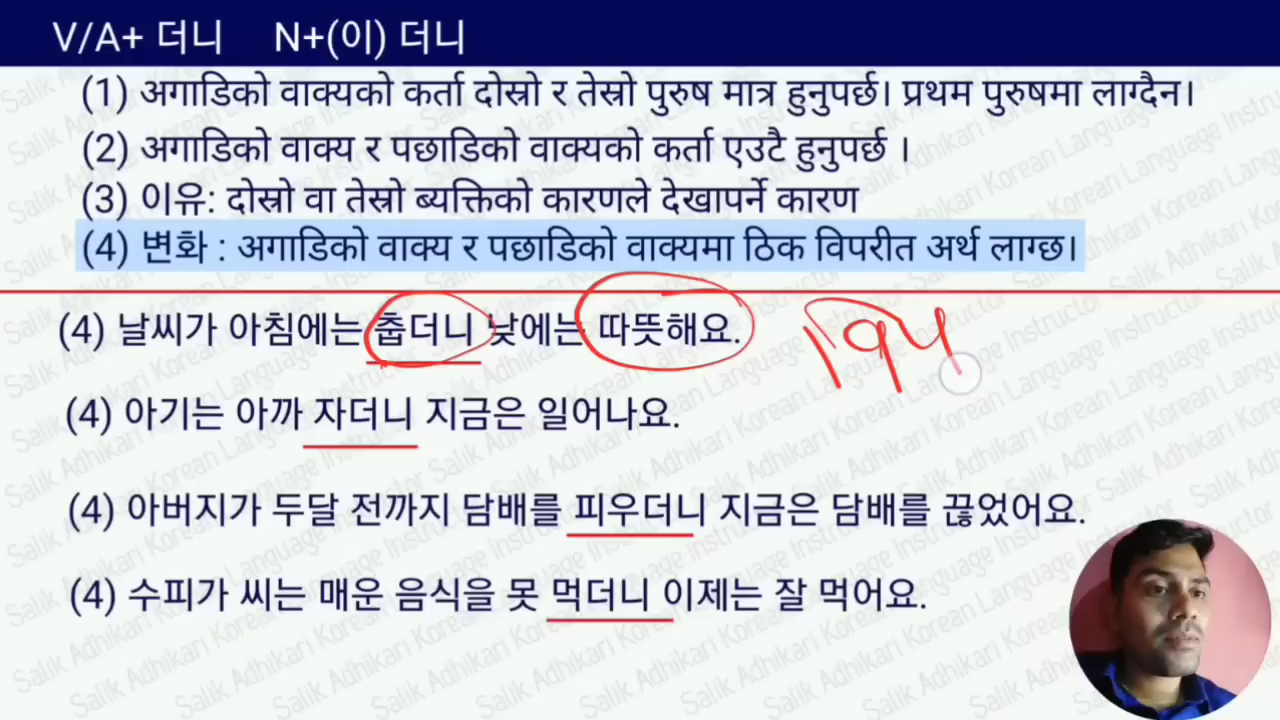 V/A+ 더니 N+(이) 더니
(1) अगाडिको वाक्यको कर्ता दोस्रो र तेस्रो पुरुष मात्र हुनुपर्छ। प्रथम पुरुषमा लाग्दैन।
(2) अगाडिको वाक्य र पछाडिको वाक्यको कर्ता एउटै हुनुपर्छ ।
(3) 이유: दोस्रो वा तेस्रो ब्यक्तिको कारणले देखापर्ने कारण
(4) 변화 : अगाडिको वाक्य र पछाडिको वाक्यमा ठिक विपरीत अर्थ लाग्छ।
(4) 날씨가 아침에는 춥더니 낮에는 따뜻해요.
(4) 아기는 아까 자더니 지금은 일어나요.
(4) 아버지가 두달 전까지 담배를 피우더니 지금은 담배를 끊었어요.
(4) 수피가 씨는 매운 음식을 못 먹더니 이제는 잘 먹어요.
Salik Adhikari Korean Language Instructor